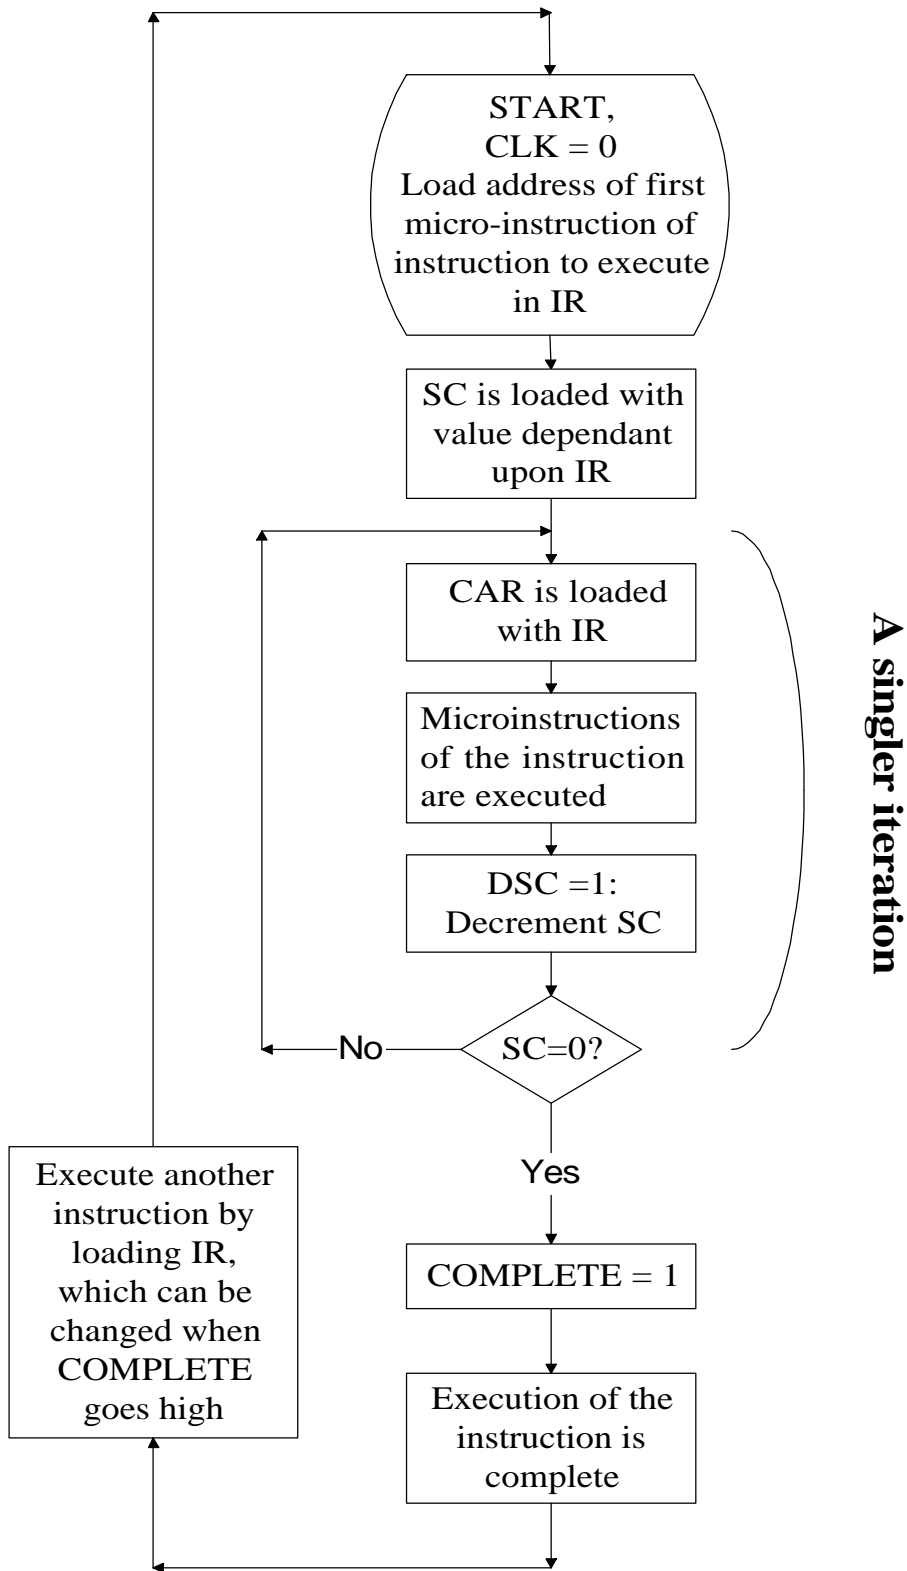 START,
CLK = 0
Load address of first
micro-instruction of
instruction to execute
in IR
SC is loaded with
value dependant
upon IR
CAR is loaded
with IR
Microinstructions
of the instruction
are executed
DSC =1:
Decrement SC
A singler iteration
SC=0?
No
Yes
COMPLETE = 1
Execution of the
instruction is
complete
Execute another
instruction by
loading IR,
which can be
changed when
COMPLETE
goes high